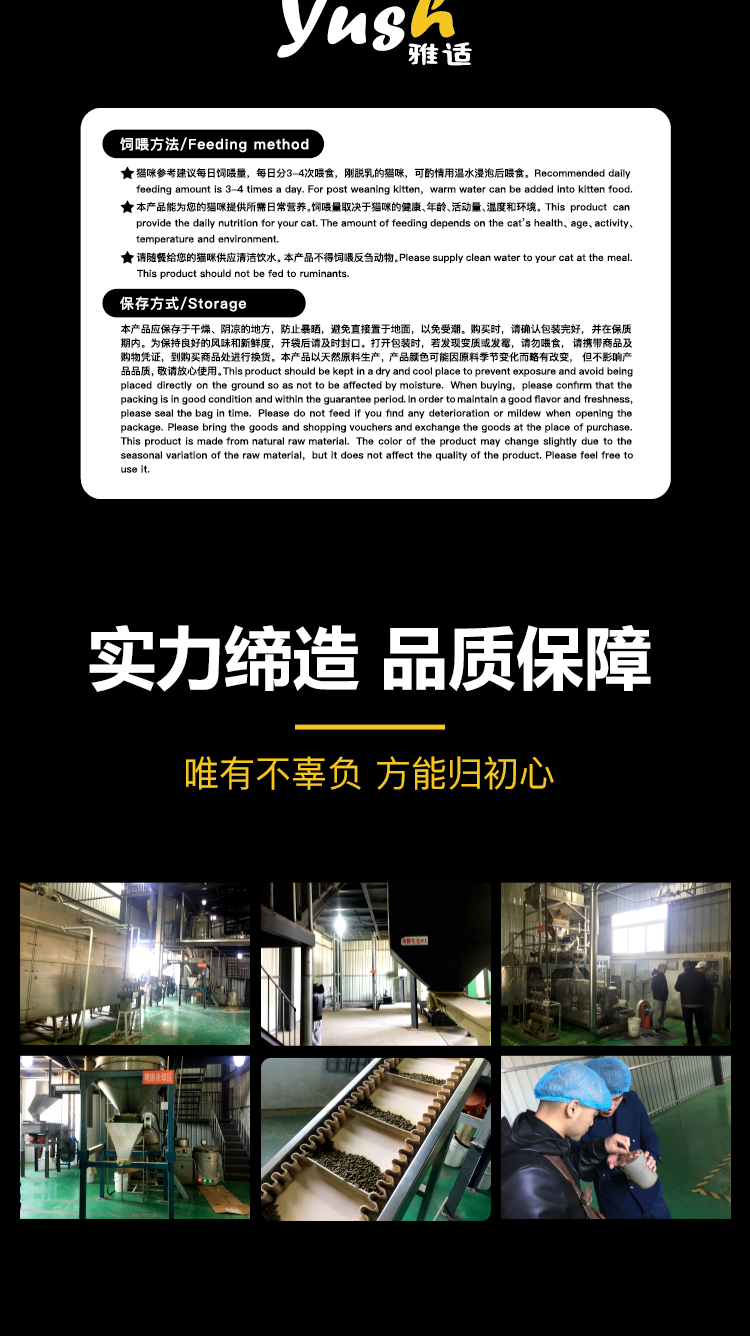 yush
雅适
饲喂方法/Feeding method
★猫咪参考建议每日饲喂量，每日分3-4次喂食，刚脱乳的猫咪，可酌情用温水浸泡后喂食。Recommended daily
feeding amount is 3-4 times a day. For post weaning kitten, warm water can be added into kitten food.
★本产品能为您的猫咪提供所需日常营养。饲喂量取决于猫咪的健康、年龄、活动量、温度和环境。This product can
provide the daily nutrition for your cat. The amount of feeding depends on the cat's health、age、activity、
temperature and environment.
★请随餐给您的猫咪供应清洁饮水。本产品不得饲喂反刍动物。Please supply clean water to your cat at the meal.
This product should not be fed to ruminants.
保存方式/Storage
本产品应保存于干燥、阴凉的地方，防止暴晒，避免直接置于地面，以免受潮。购买时，请确认包装完好，并在保质
期内。为保持良好的风味和新鲜度，开袋后请及时封口。打开包装时，若发现变质或发霉，请勿喂食，请携带商品及
购物凭证，到购买商品处进行换货。本产品以天然原料生产，产品颜色可能因原料季节变化而略有改变，但不影响产
品品质，敬请放心使用。This product should be kept in a dry and cool place to prevent exposure and avoid being
placed directly on the ground so as not to be affected by moisture. When buying, please confirm that the
packing is in good condition and within the guarantee period. In order to maintain a good flavor and freshness,
please seal the bag in time. Please do not feed if you find any deterioration or mildew when opening the
package. Please bring the goods and shopping vouchers and exchange the goods at the place of purchase.
This product is made from natural raw material. The color of the product may change slightly due to the
seasonal variation of the raw material, but it does not affect the quality of the product. Please feel free to
use it.
实力缔造 品质保障
唯有不辜负 方能归初心